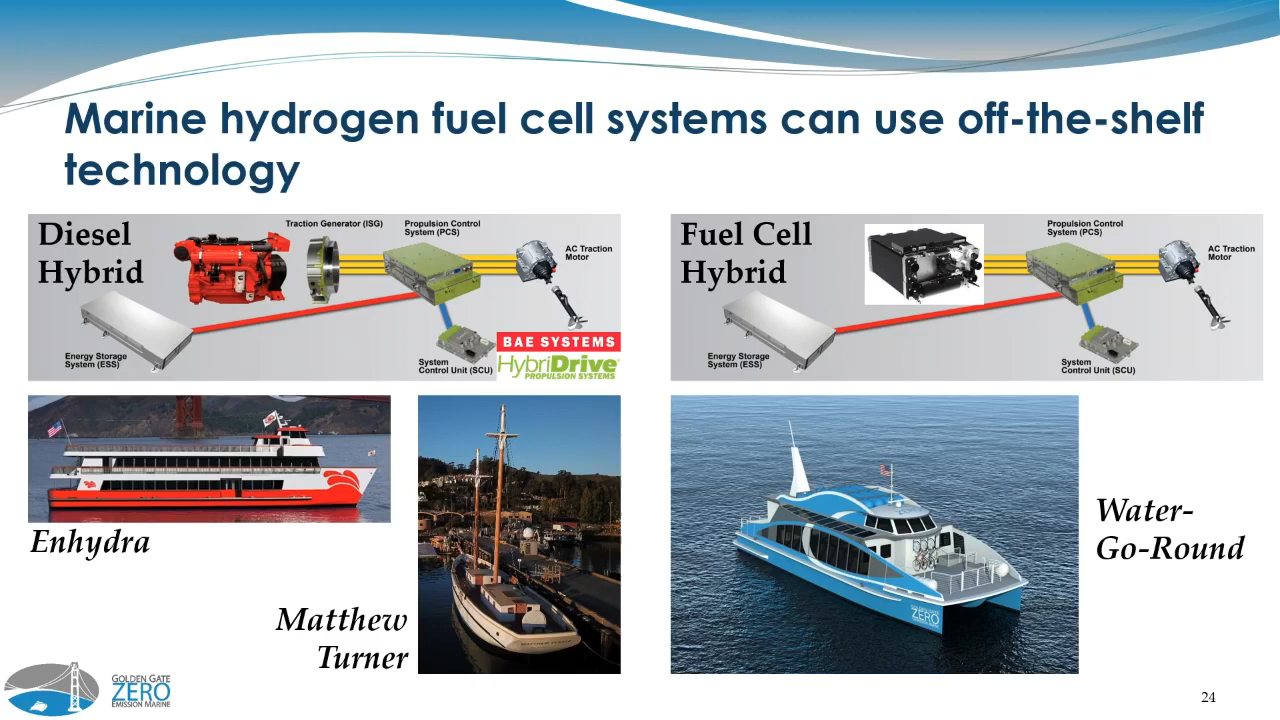 Marine hydrogen fuel cell systems can use off-the-shelf
technology
Diesel
Hybrid
Traction Generator (ISG)
Propulsion Control
System (PCS)
AC Traction
Motor
Energy Storage
System (ESS)
System
Control Unit (SCU)
BAE SYSTEMS
HybriDrive
PROPULSION SYSTEMS
Fuel Cell
Hybrid
Propulsion Control
System (PCS)
AC Traction
Motor
Energy Storage
System (ESS)
System
Control Unit (SCU)
Enhydra
Matthew
Turner
GOLDEN GATE
ZERO
Water-
Go-Round
GOLDEN GATE
ZERO
EMISSION MARINE
24